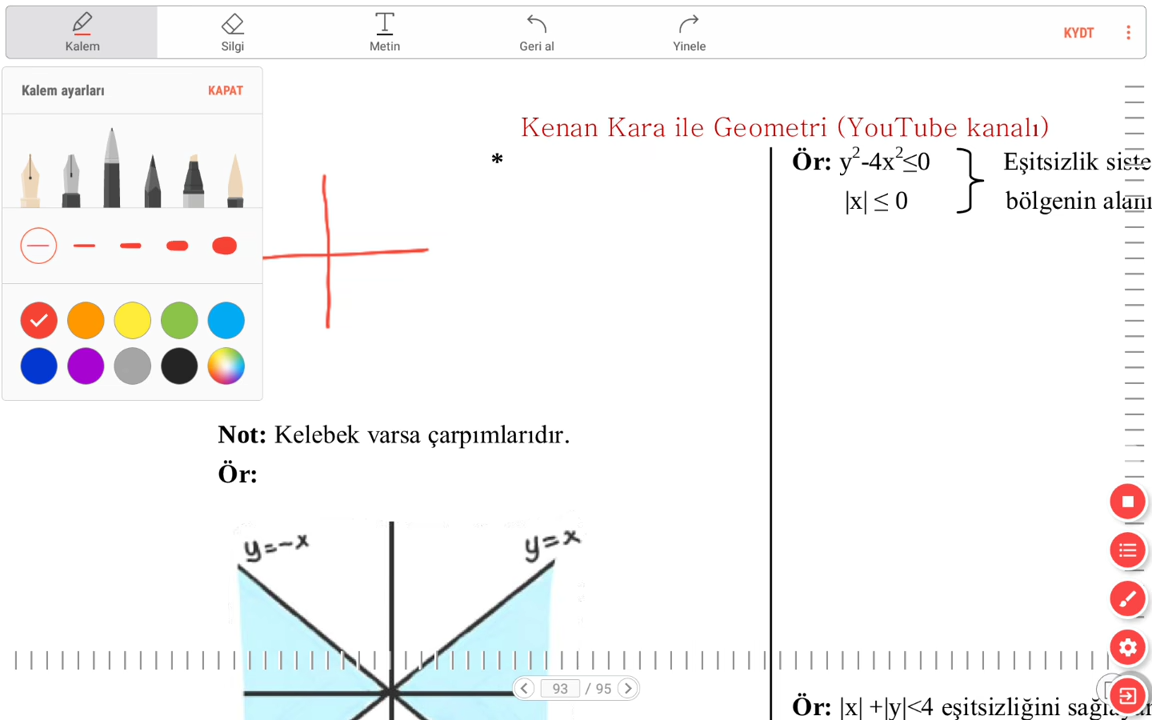 Kalem
Silgi
Metin
Geri al
Yinele
KYDT
Kalem ayarları
KAPAT
Kenan Kara ile Geometri (YouTube kanalı)
*
Not: Kelebek varsa çarpımlarıdır.
Ör:
y=-x
y=x
Ör: y²-4x²≤0
|x| ≤ 0
Eşitsizlik siste
bölgenin alanı
93 / 95
Ör: |x| +|y|<4 eşitsizliğini